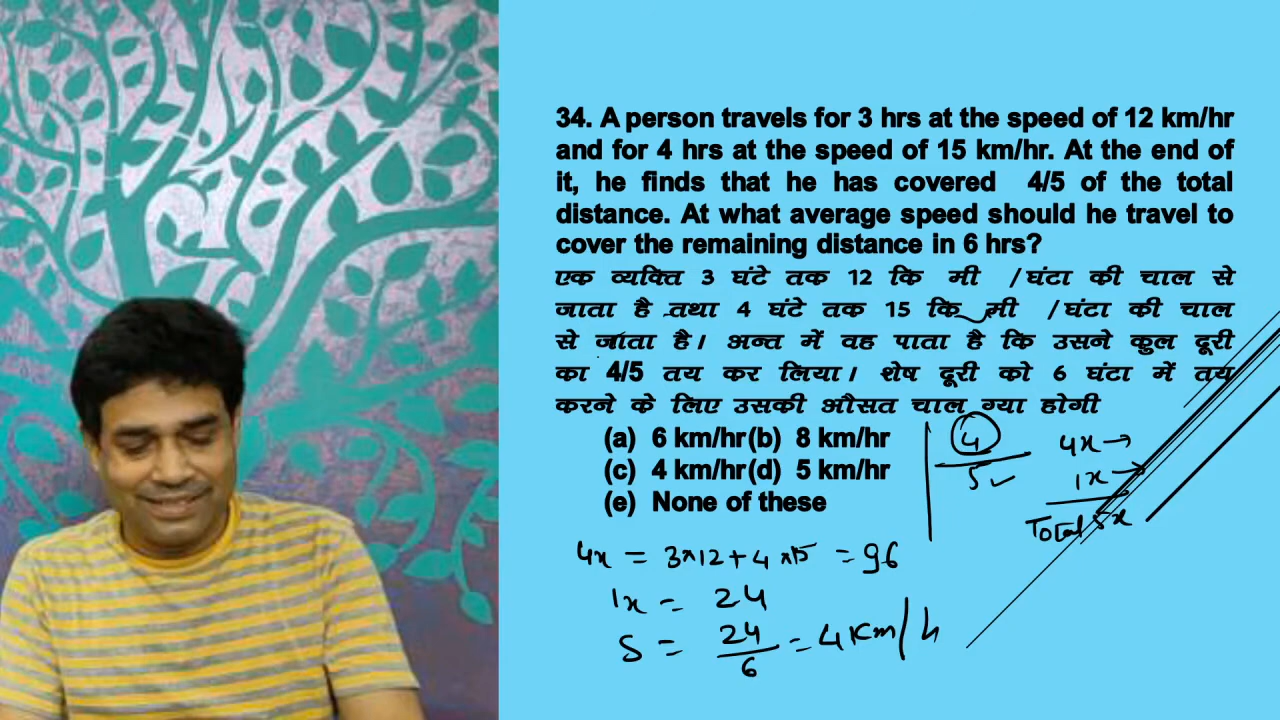 34. A person travels for 3 hrs at the speed of 12 km/hr
and for 4 hrs at the speed of 15 km/hr. At the end of
it, he finds that he has covered 4/5 of the total
distance. At what average speed should he travel to
cover the remaining distance in 6 hrs?
एक व्यक्ति 3 घंटे तक 12 कि मी /घंटा की चाल से
जाता है तथा 4 घंटे तक 15 कि मी /घंटा की चाल
से जांता है। अन्त में वह पाता है कि उसने कुल दूरी
का 4/5 तय कर लिया। शेष दूरी को 6 घंटा में तय
करने के लिए उसकी भौसत चाल ग्या होगी
(a) 6 km/hr(b) 8 km/hr
(c) 4 km/hr(d) 5 km/hr
(e) None of these
4
5
4x →
1x →
Total 5x
4x = 3×12 + 4×15 = 96
1x = 24
S = 24/6 = 4 Km/h